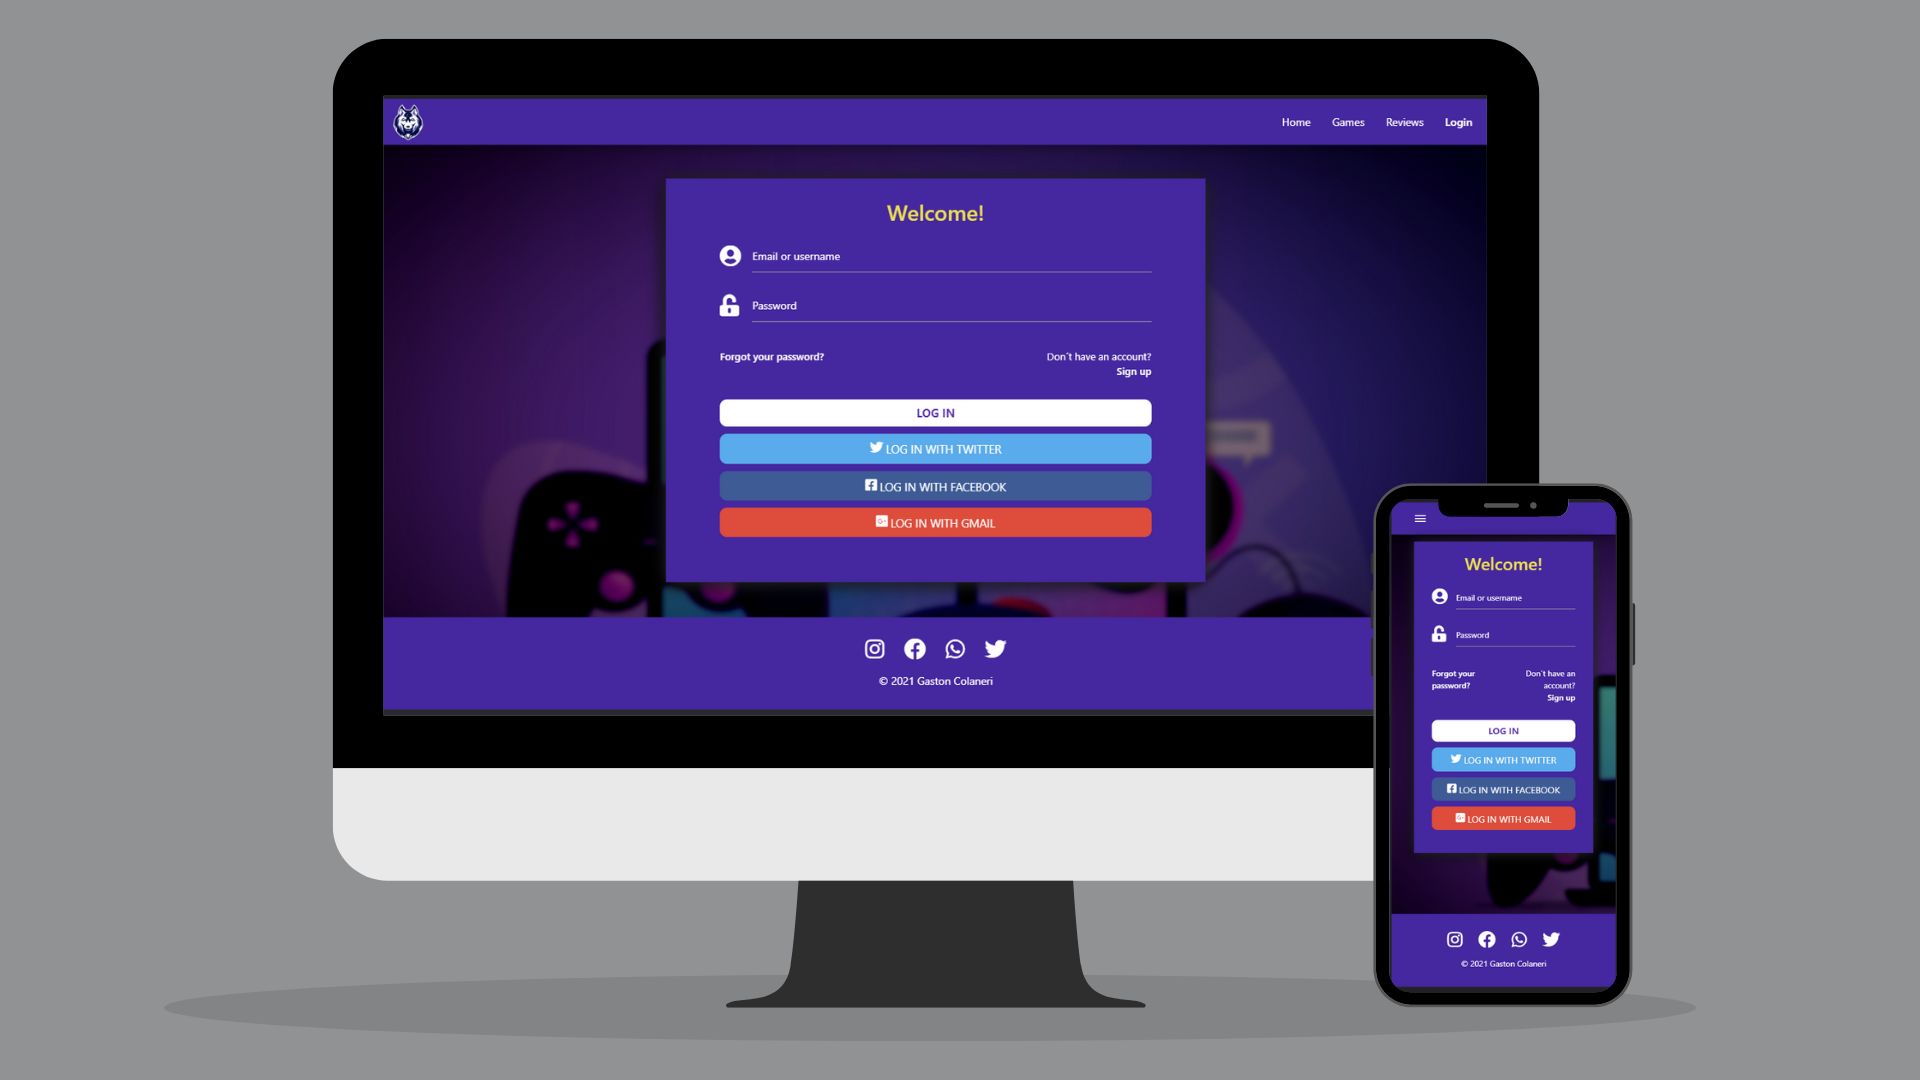 Home Games Reviews Login
Welcome!
Email or username
Password
Forgot your password?
Don´t have an account?
Sign up
LOG IN
LOG IN WITH TWITTER
LOG IN WITH FACEBOOK
LOG IN WITH GMAIL
© 2021 Gaston Colaneri
Welcome!
Email or username
Password
Forgot your
password?
Don´t have an
account?
Sign up
LOG IN
LOG IN WITH TWITTER
LOG IN WITH FACEBOOK
LOG IN WITH GMAIL
© 2021 Gaston Colaneri